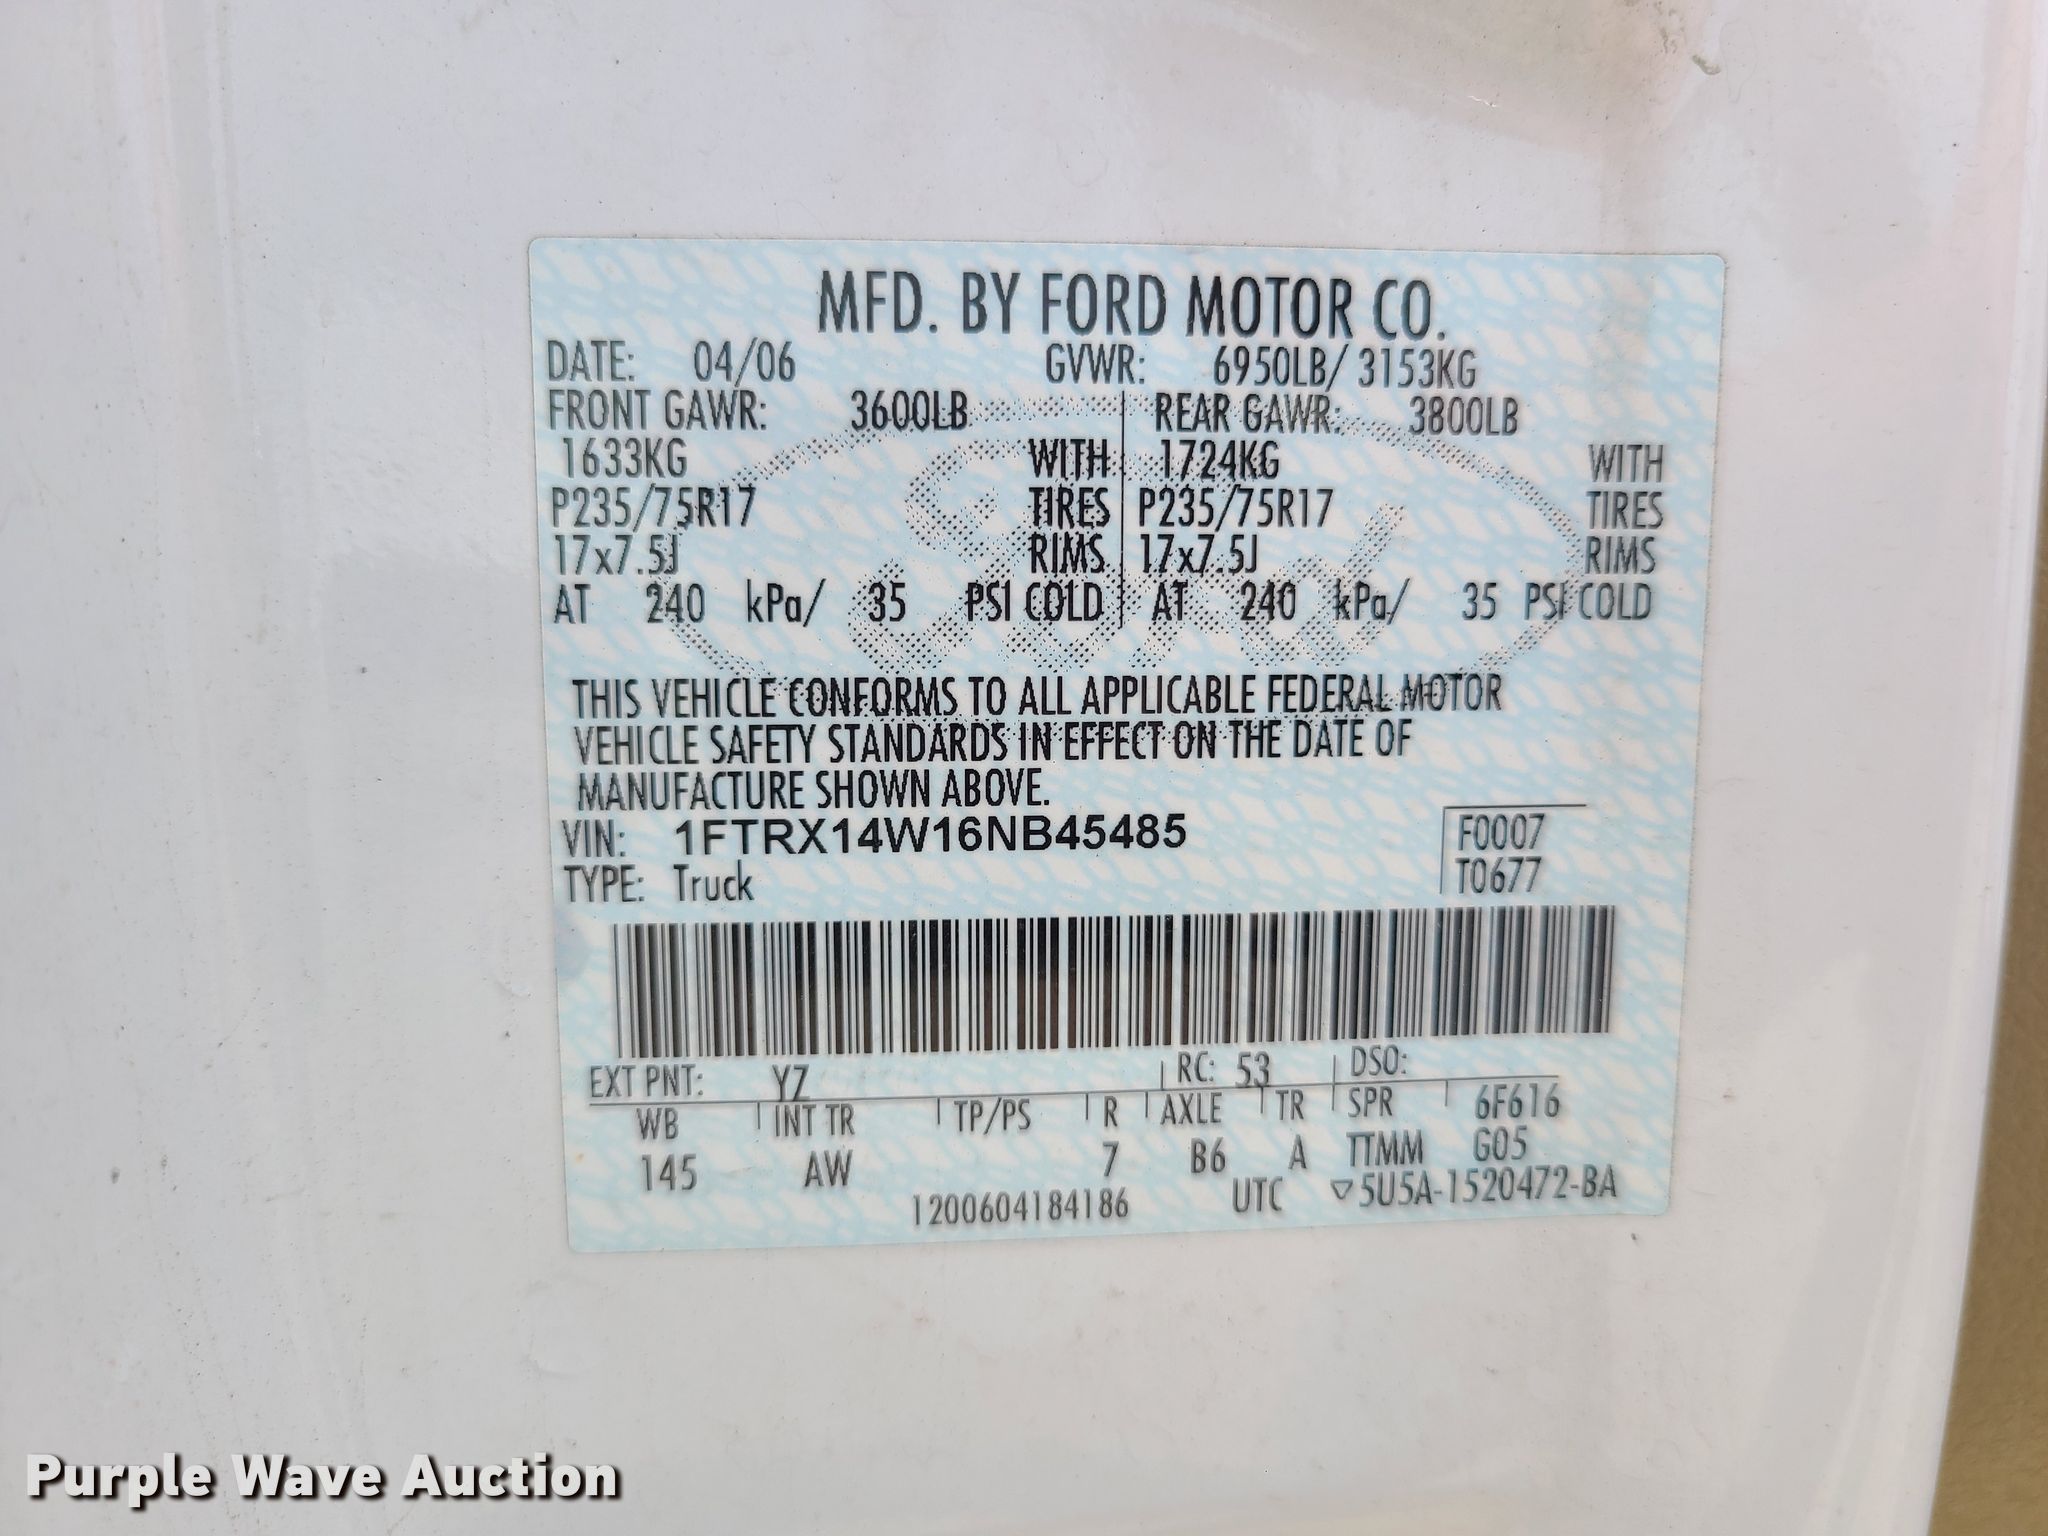 MFD. BY FORD MOTOR CO.
DATE: 04/06 GVWR: 6950LB/ 3153KG
FRONT GAWR: 3600LB REAR GAWR: 3800LB
1633KG WITH 1724KG WITH
P235/75R17 TIRES P235/75R17 TIRES
17x7.5J RIMS 17x7.5J RIMS
AT 240 kPa/ 35 PSI COLD AT 240 kPa/ 35 PSI COLD
THIS VEHICLE CONFORMS TO ALL APPLICABLE FEDERAL MOTOR
VEHICLE SAFETY STANDARDS IN EFFECT ON THE DATE OF
MANUFACTURE SHOWN ABOVE.
VIN: 1FTRX14W16NB45485 F0007
TYPE: Truck T0677
EXT PNT: YZ RC: 53 DSO:
WB INT TR TP/PS R AXLE TR SPR 6F616
145 AW 7 B6 A TTMM G05
1200604184186 UTC ▽5U5A-1520472-BA
Ford
Purple Wave Auction